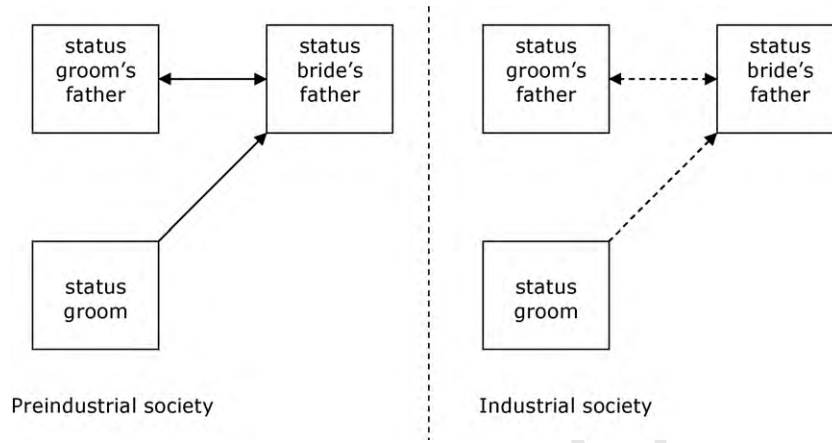 status
groom's
father
status
bride's
father
status
groom
Preindustrial society
status
groom's
father
status
bride's
father
status
groom
Industrial society